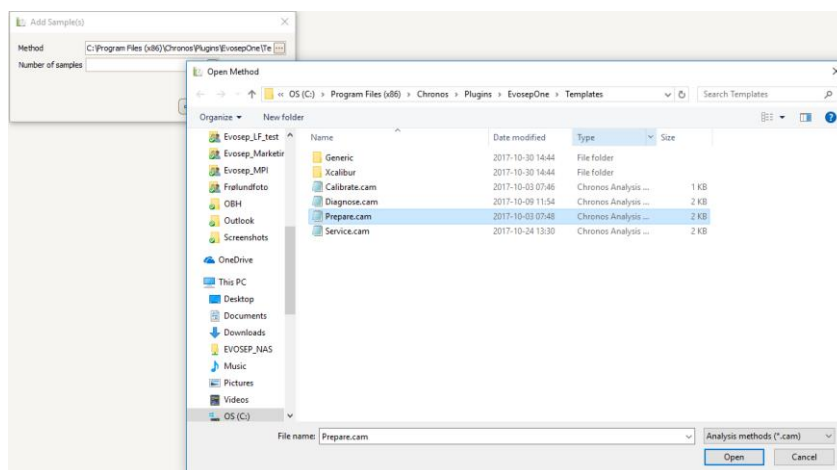 Add Sample(s)
Method C:\Program Files (x86)\Chronos\Plugins\EvosepOne\Te ...
Number of samples
Open Method
« OS (C:) › Program Files (x86) › Chronos › Plugins › EvosepOne › Templates
Search Templates
Organize New folder
Name Date modified Type Size
Evosep_LF_test
Evosep_Marketir
Evosep_MPI
Frølundfoto
OBH
Outlook
Screenshots
OneDrive
This PC
Desktop
Documents
Downloads
EVOSEP_NAS
Music
Pictures
Videos
OS (C:)
Generic 2017-10-30 14:44 File folder
Xcalibur 2017-10-30 14:44 File folder
Calibrate.cam 2017-10-03 07:46 Chronos Analysis ... 1 KB
Diagnose.cam 2017-10-09 11:54 Chronos Analysis ... 2 KB
Prepare.cam 2017-10-03 07:48 Chronos Analysis ... 2 KB
Service.cam 2017-10-24 13:30 Chronos Analysis ... 2 KB
File name: Prepare.cam
Analysis methods (*.cam)
Open Cancel